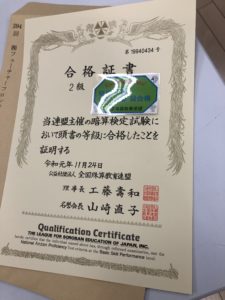 第 19940434 号
合格証書
2級
当連盟主催の暗算検定試験に
おいて頭書の等級に合格したことを
証明する
令和元年11月24日
公益社団法人 全国珠算教育連盟
理事長 工藤壽和
名誉会長 山崎直子
Qualification Certificate
THE LEAGUE FOR SOROBAN EDUCATION OF JAPAN, INC.